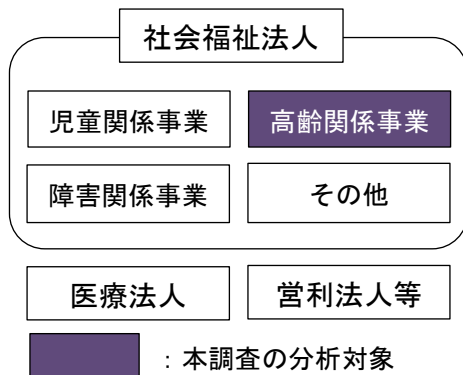 社会福祉法人
児童関係事業 高齢関係事業
障害関係事業 その他
医療法人 営利法人等
：本調査の分析対象